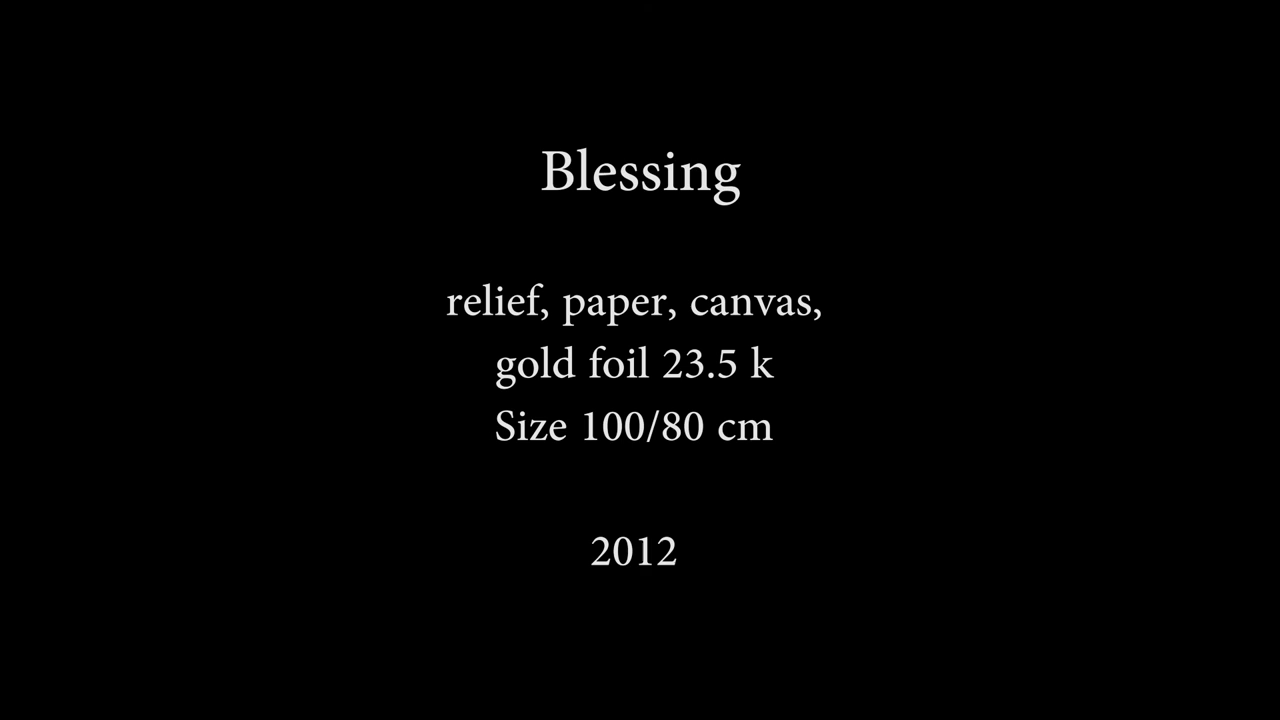 Blessing
relief, paper, canvas,
gold foil 23.5 k
Size 100/80 cm
2012